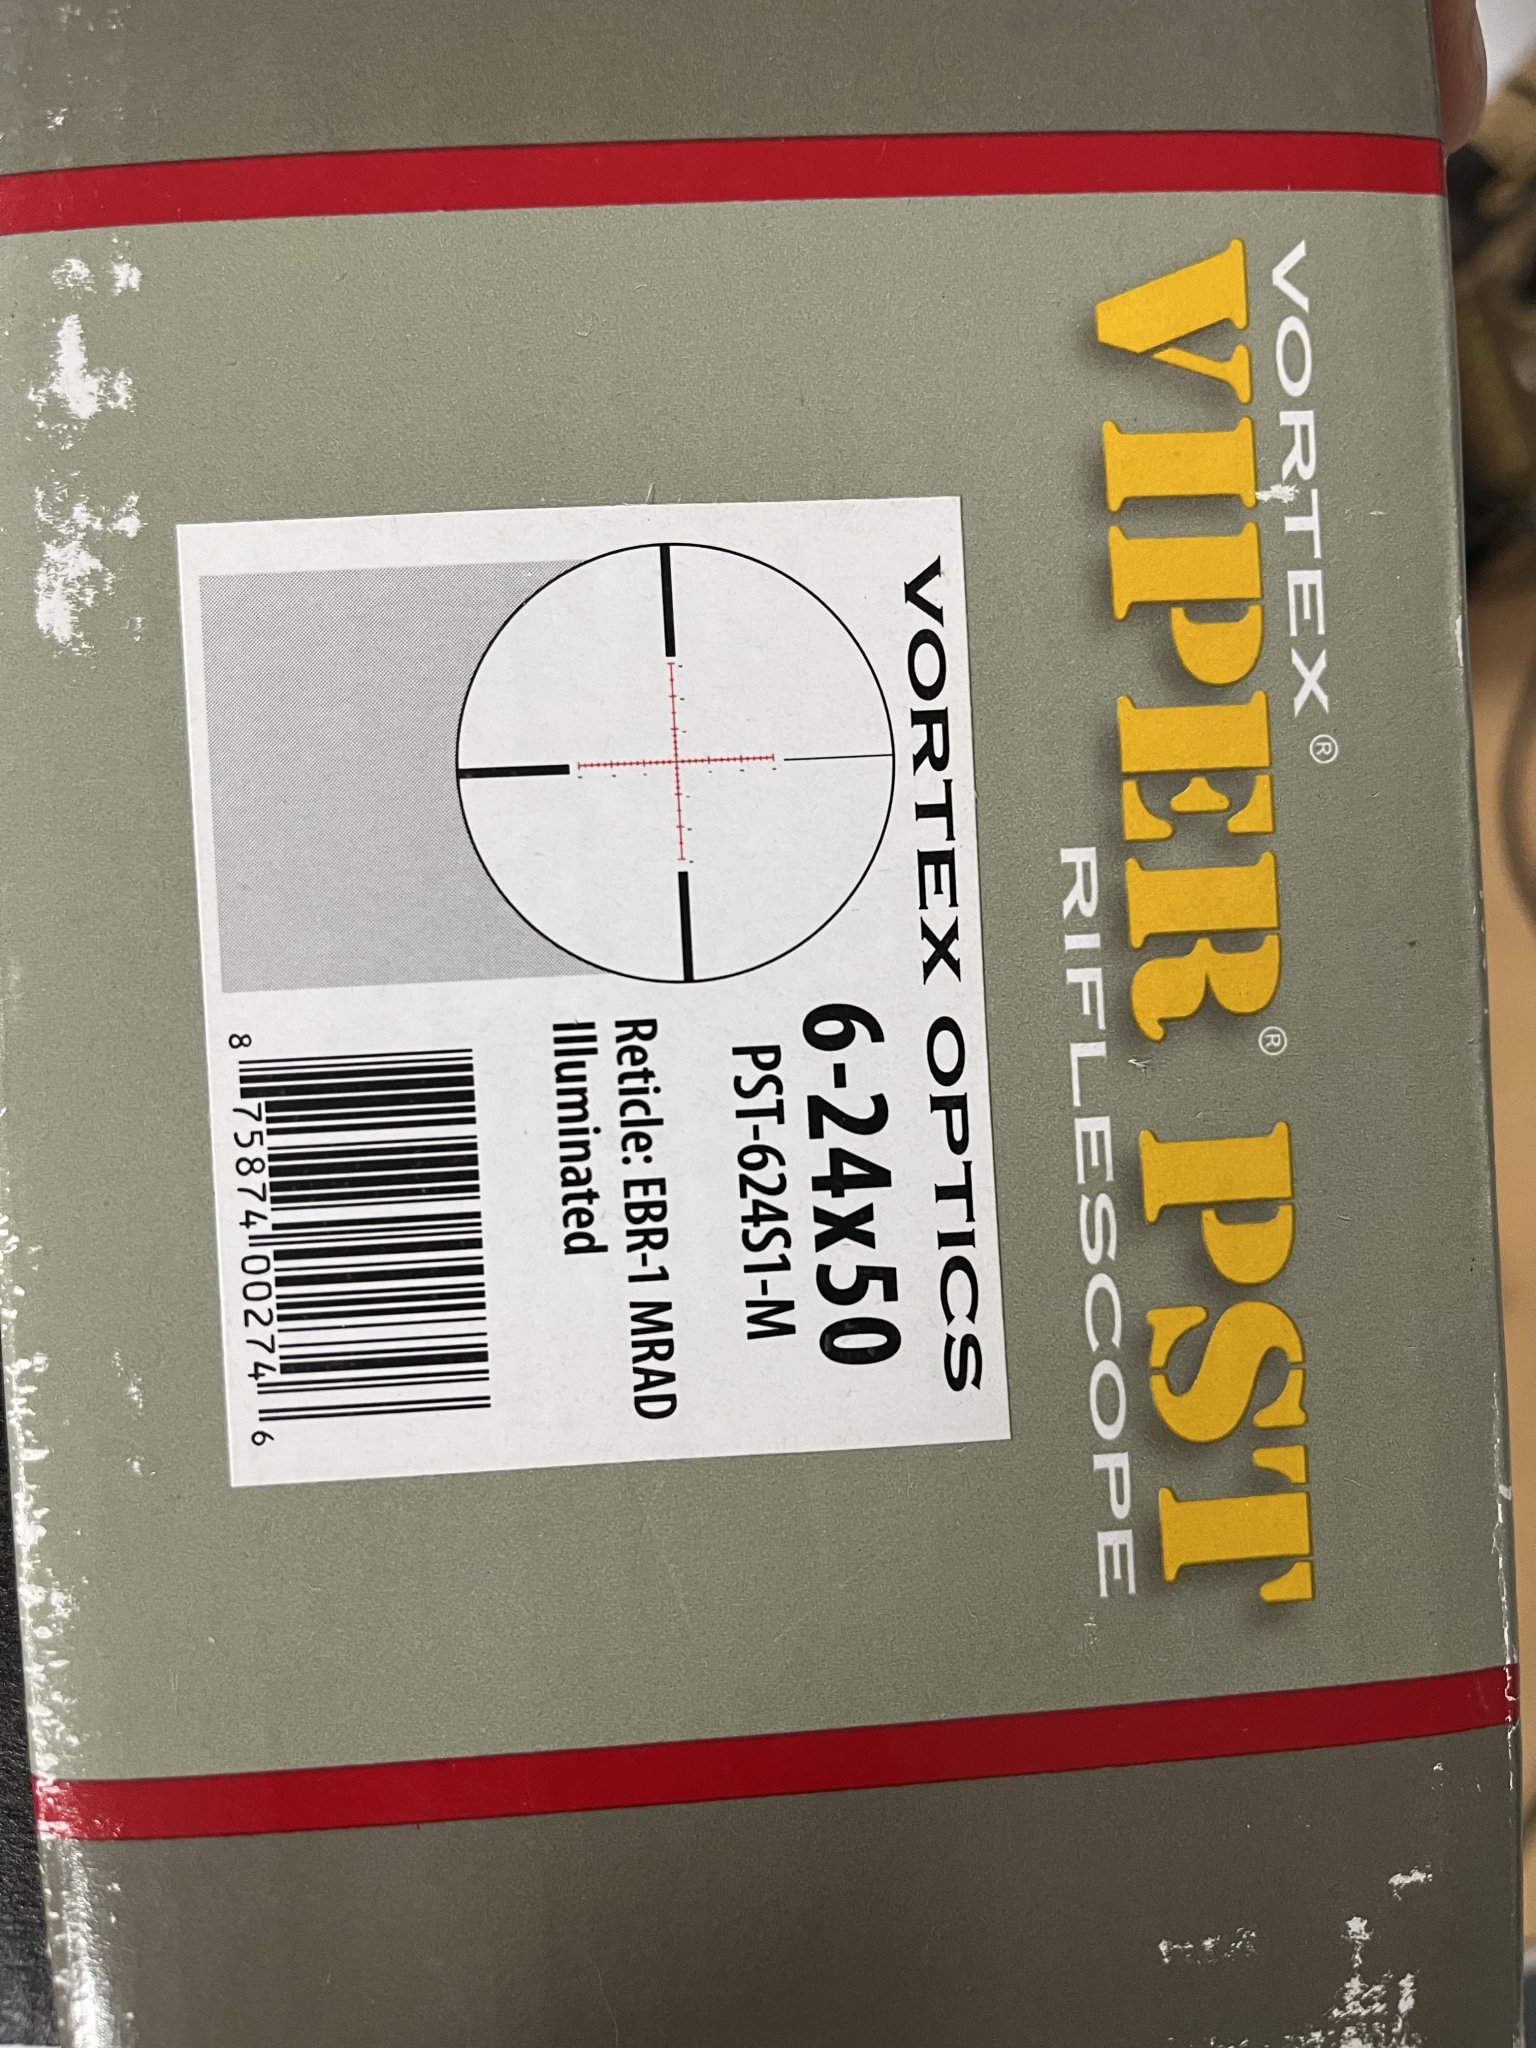 VORTEX®
VIPER® PST
RIFLESCOPE
VORTEX OPTICS
6-24x50
PST-624S1-M
Reticle: EBR-1 MRAD
Illuminated
8 75874 00274 6